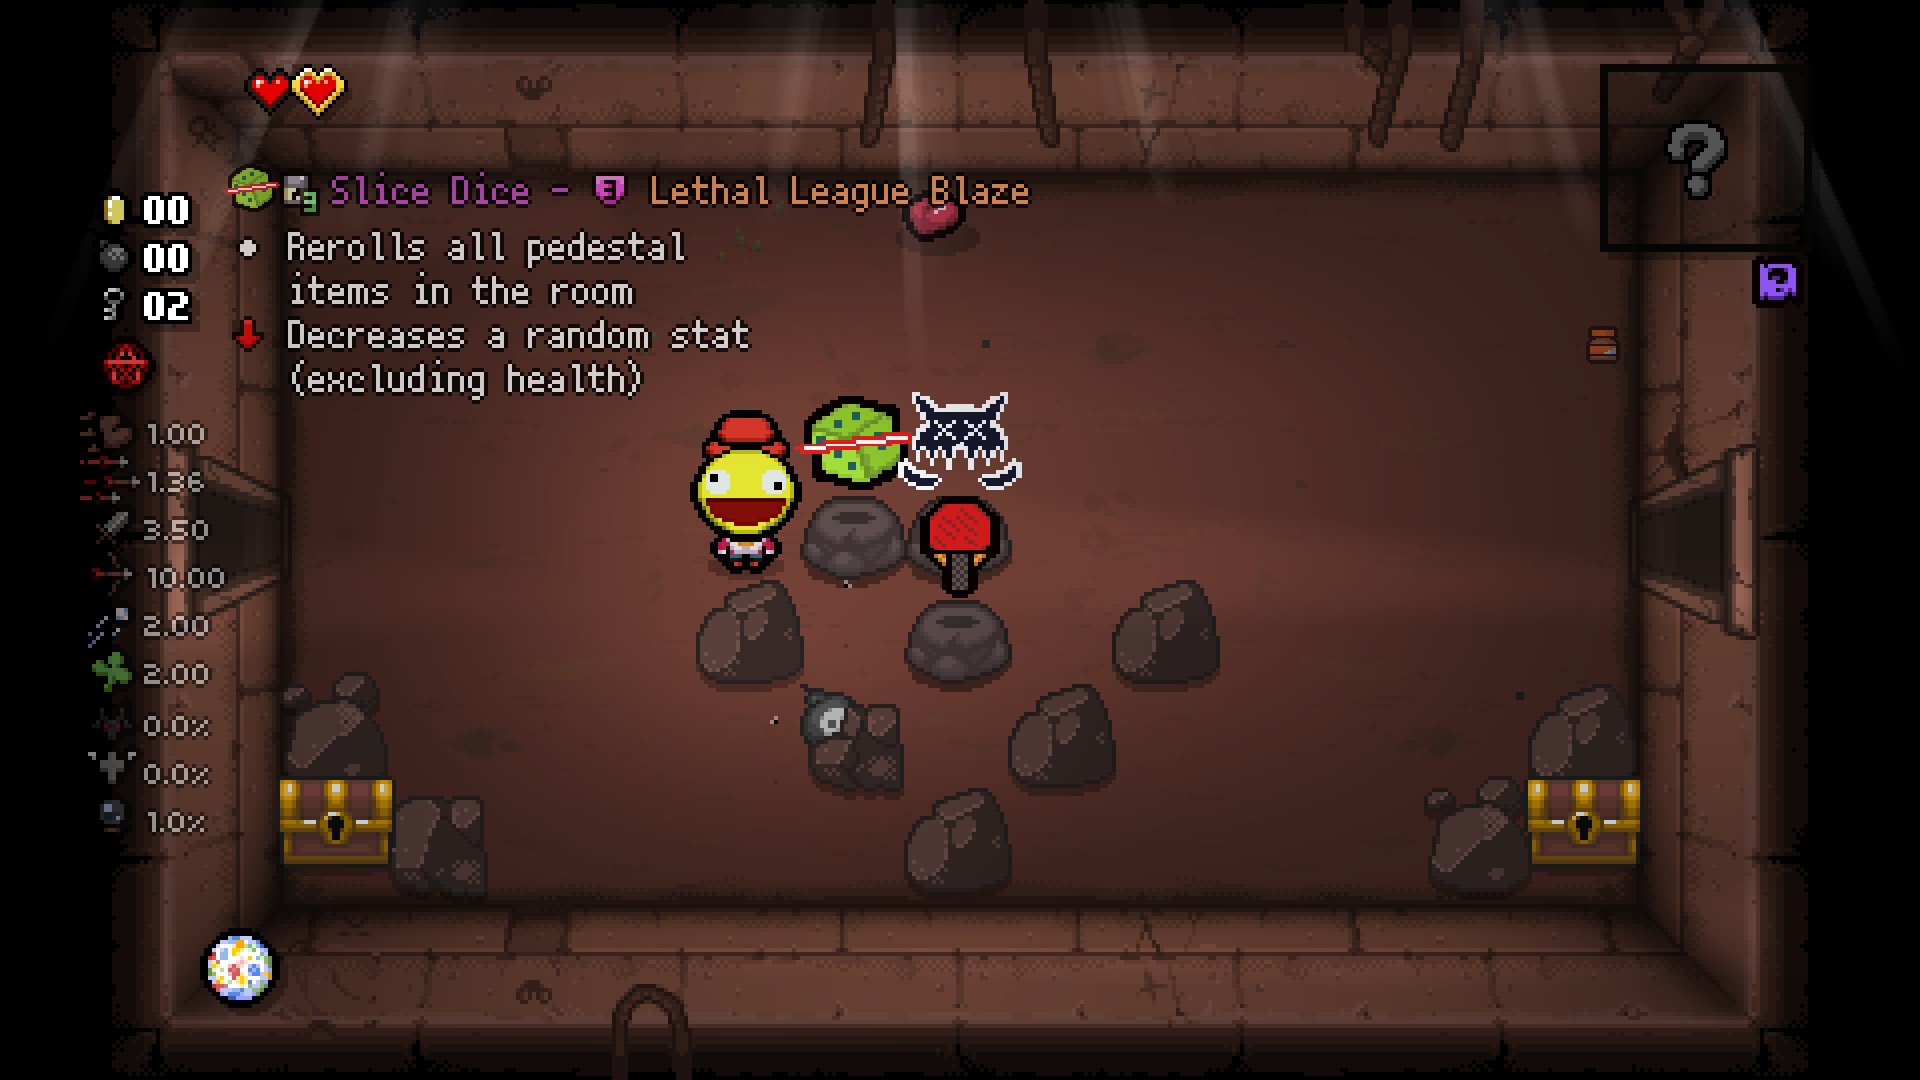 3 Slice Dice - 3 Lethal League Blaze
00
Rerolls all pedestal
items in the room
00
02
Decreases a random stat
(excluding health)
?
?
1.00
1.36
3.50
10.00
2.00
2.00
0.0%
0.0%
1.0%